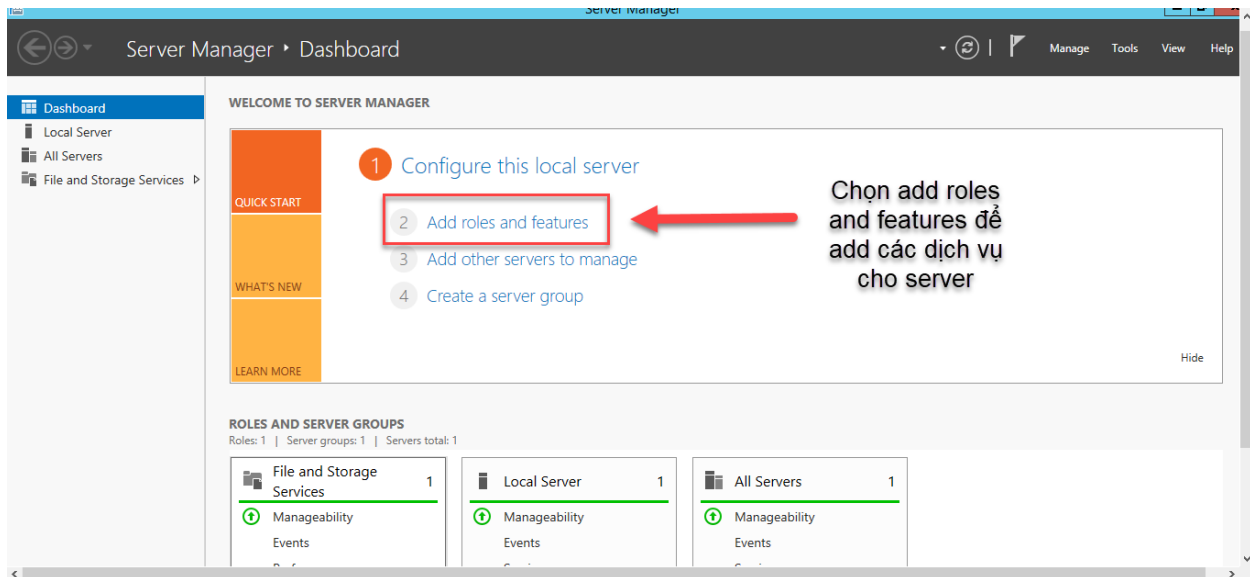 Server Manager
Server Manager • Dashboard
Manage Tools View Help
Dashboard
Local Server
All Servers
File and Storage Services
WELCOME TO SERVER MANAGER
QUICK START
WHAT'S NEW
LEARN MORE
1 Configure this local server
2 Add roles and features
3 Add other servers to manage
4 Create a server group
Chọn add roles
and features để
add các dịch vụ
cho server
Hide
ROLES AND SERVER GROUPS
Roles: 1 | Server groups: 1 | Servers total: 1
File and Storage
Services 1
Manageability
Events
Local Server 1
Manageability
Events
All Servers 1
Manageability
Events